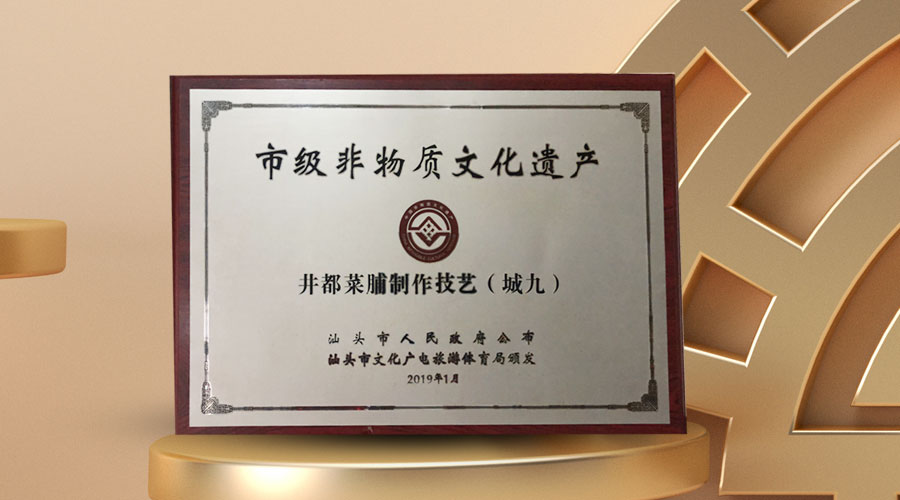 市级非物质文化遗产
井都菜脯制作技艺（城九）
汕头市人民政府公布
汕头市文化广电旅游体育局颁发
2019年1月